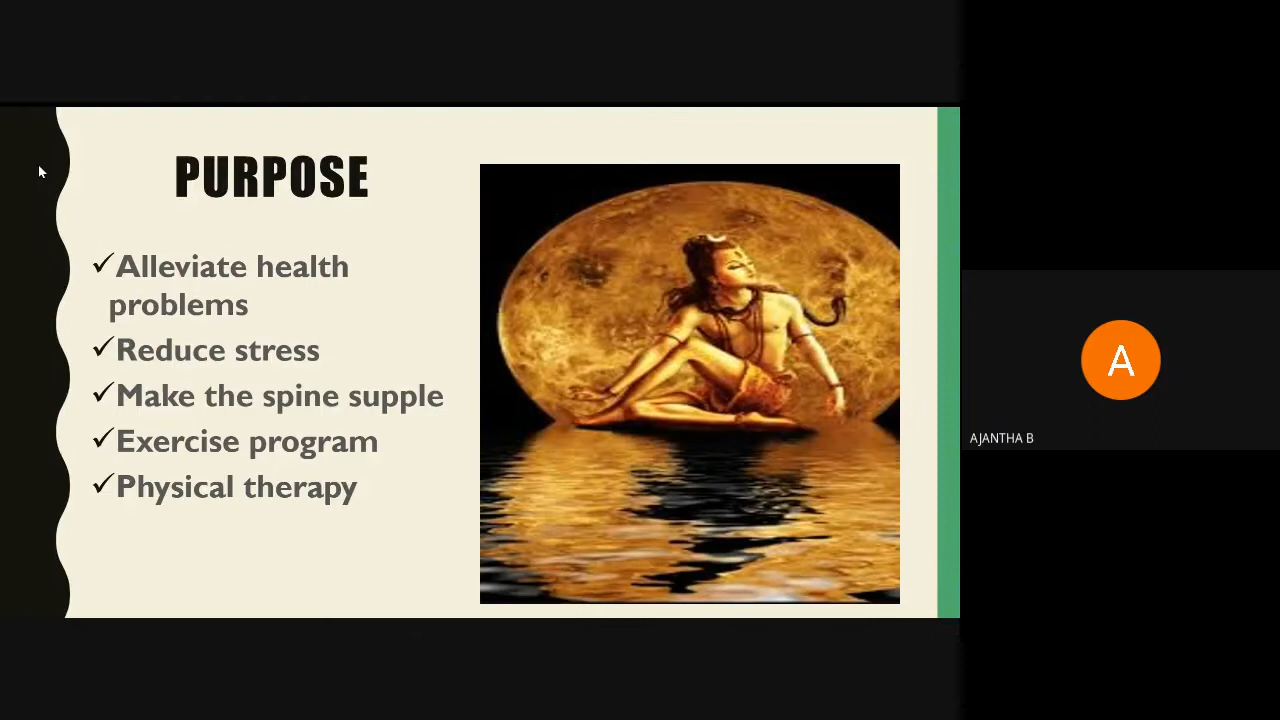 PURPOSE
✓Alleviate health
problems
✓Reduce stress
✓Make the spine supple
✓Exercise program
✓Physical therapy
A
AJANTHA B